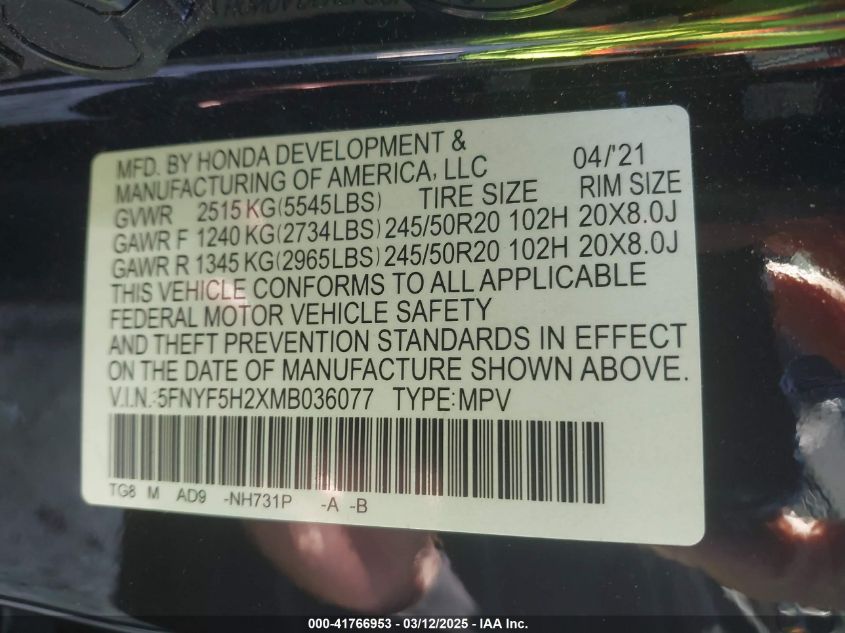 MFD. BY HONDA DEVELOPMENT & 04/'21
MANUFACTURING OF AMERICA, LLC
GVWR 2515 KG(5545LBS) TIRE SIZE RIM SIZE
GAWR F 1240 KG(2734LBS) 245/50R20 102H 20X8.0J
GAWR R 1345 KG(2965LBS) 245/50R20 102H 20X8.0J
THIS VEHICLE CONFORMS TO ALL APPLICABLE
FEDERAL MOTOR VEHICLE SAFETY
AND THEFT PREVENTION STANDARDS IN EFFECT
ON THE DATE OF MANUFACTURE SHOWN ABOVE.
V.I.N.:5FNYF5H2XMB036077 TYPE:MPV
TG8 M AD9 -NH731P -A -B
000-41766953 / 03/12/2025 / IAA Inc.